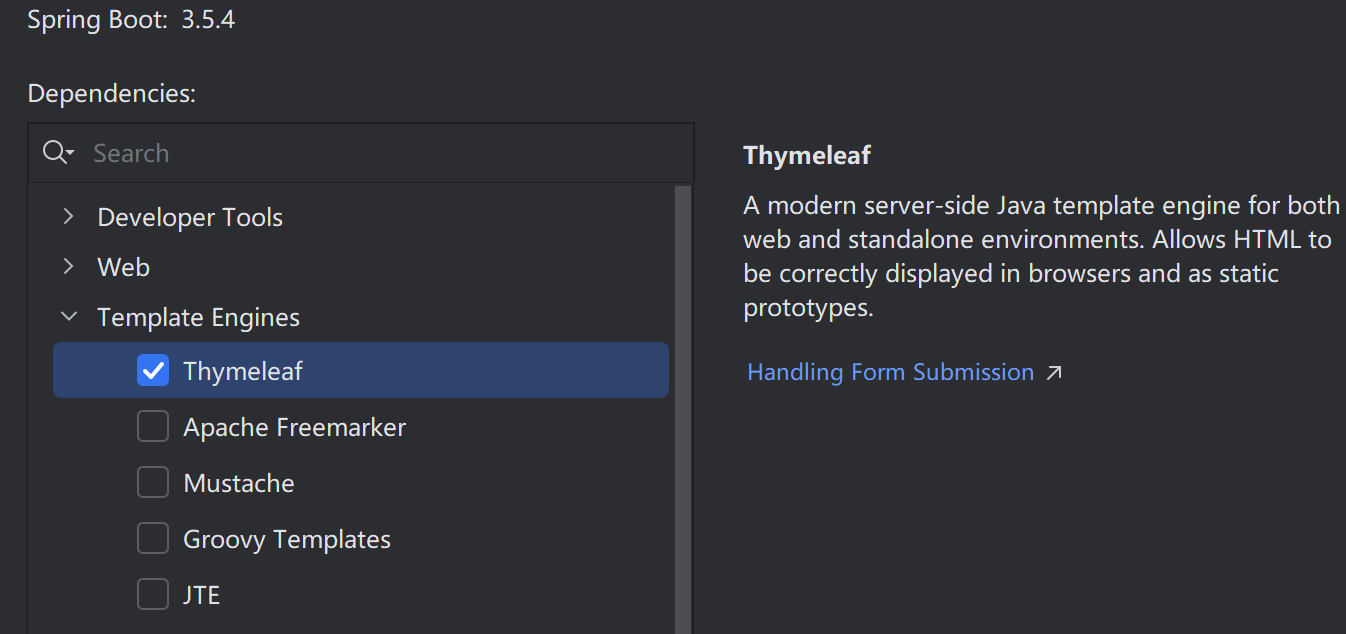 Spring Boot: 3.5.4
Dependencies:
Search
Developer Tools
Web
Template Engines
Thymeleaf
Apache Freemarker
Mustache
Groovy Templates
JTE
Thymeleaf
A modern server-side Java template engine for both
web and standalone environments. Allows HTML to
be correctly displayed in browsers and as static
prototypes.
Handling Form Submission